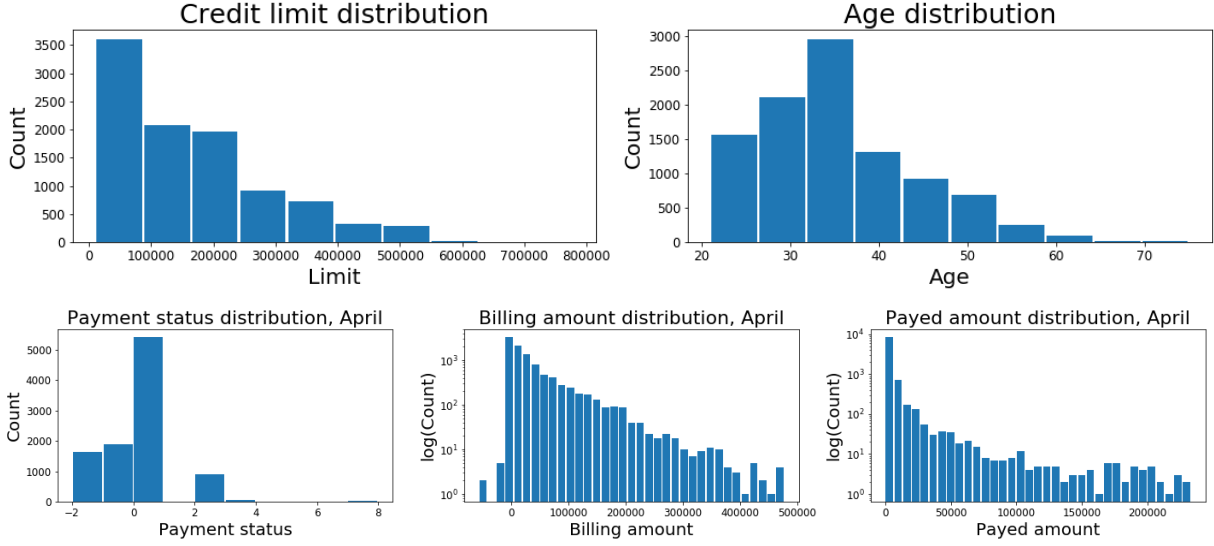 Credit limit distribution
Count
3500
3000
2500
2000
1500
1000
500
0
0 100000 200000 300000 400000 500000 600000 700000 800000
Limit
Age distribution
Count
3000
2500
2000
1500
1000
500
0
20 30 40 50 60 70
Age
Payment status distribution, April
Count
5000
4000
3000
2000
1000
0
−2 0 2 4 6 8
Payment status
Billing amount distribution, April
log(Count)
10³
10²
10¹
10⁰
0 100000 200000 300000 400000 500000
Billing amount
Payed amount distribution, April
log(Count)
10⁴
10³
10²
10¹
10⁰
0 50000 100000 150000 200000
Payed amount